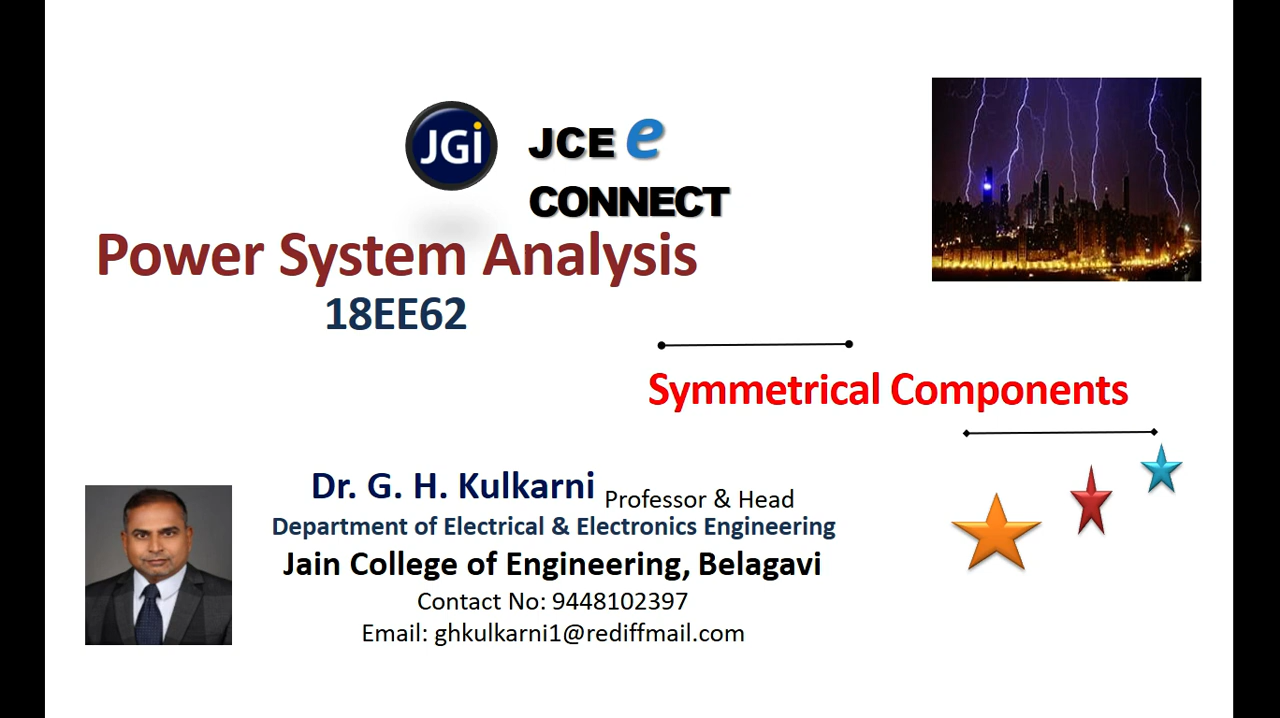 JGi
JCE e
CONNECT
Power System Analysis
18EE62
Symmetrical Components
Dr. G. H. Kulkarni Professor & Head
Department of Electrical & Electronics Engineering
Jain College of Engineering, Belagavi
Contact No: 9448102397
Email: ghkulkarni1@rediffmail.com